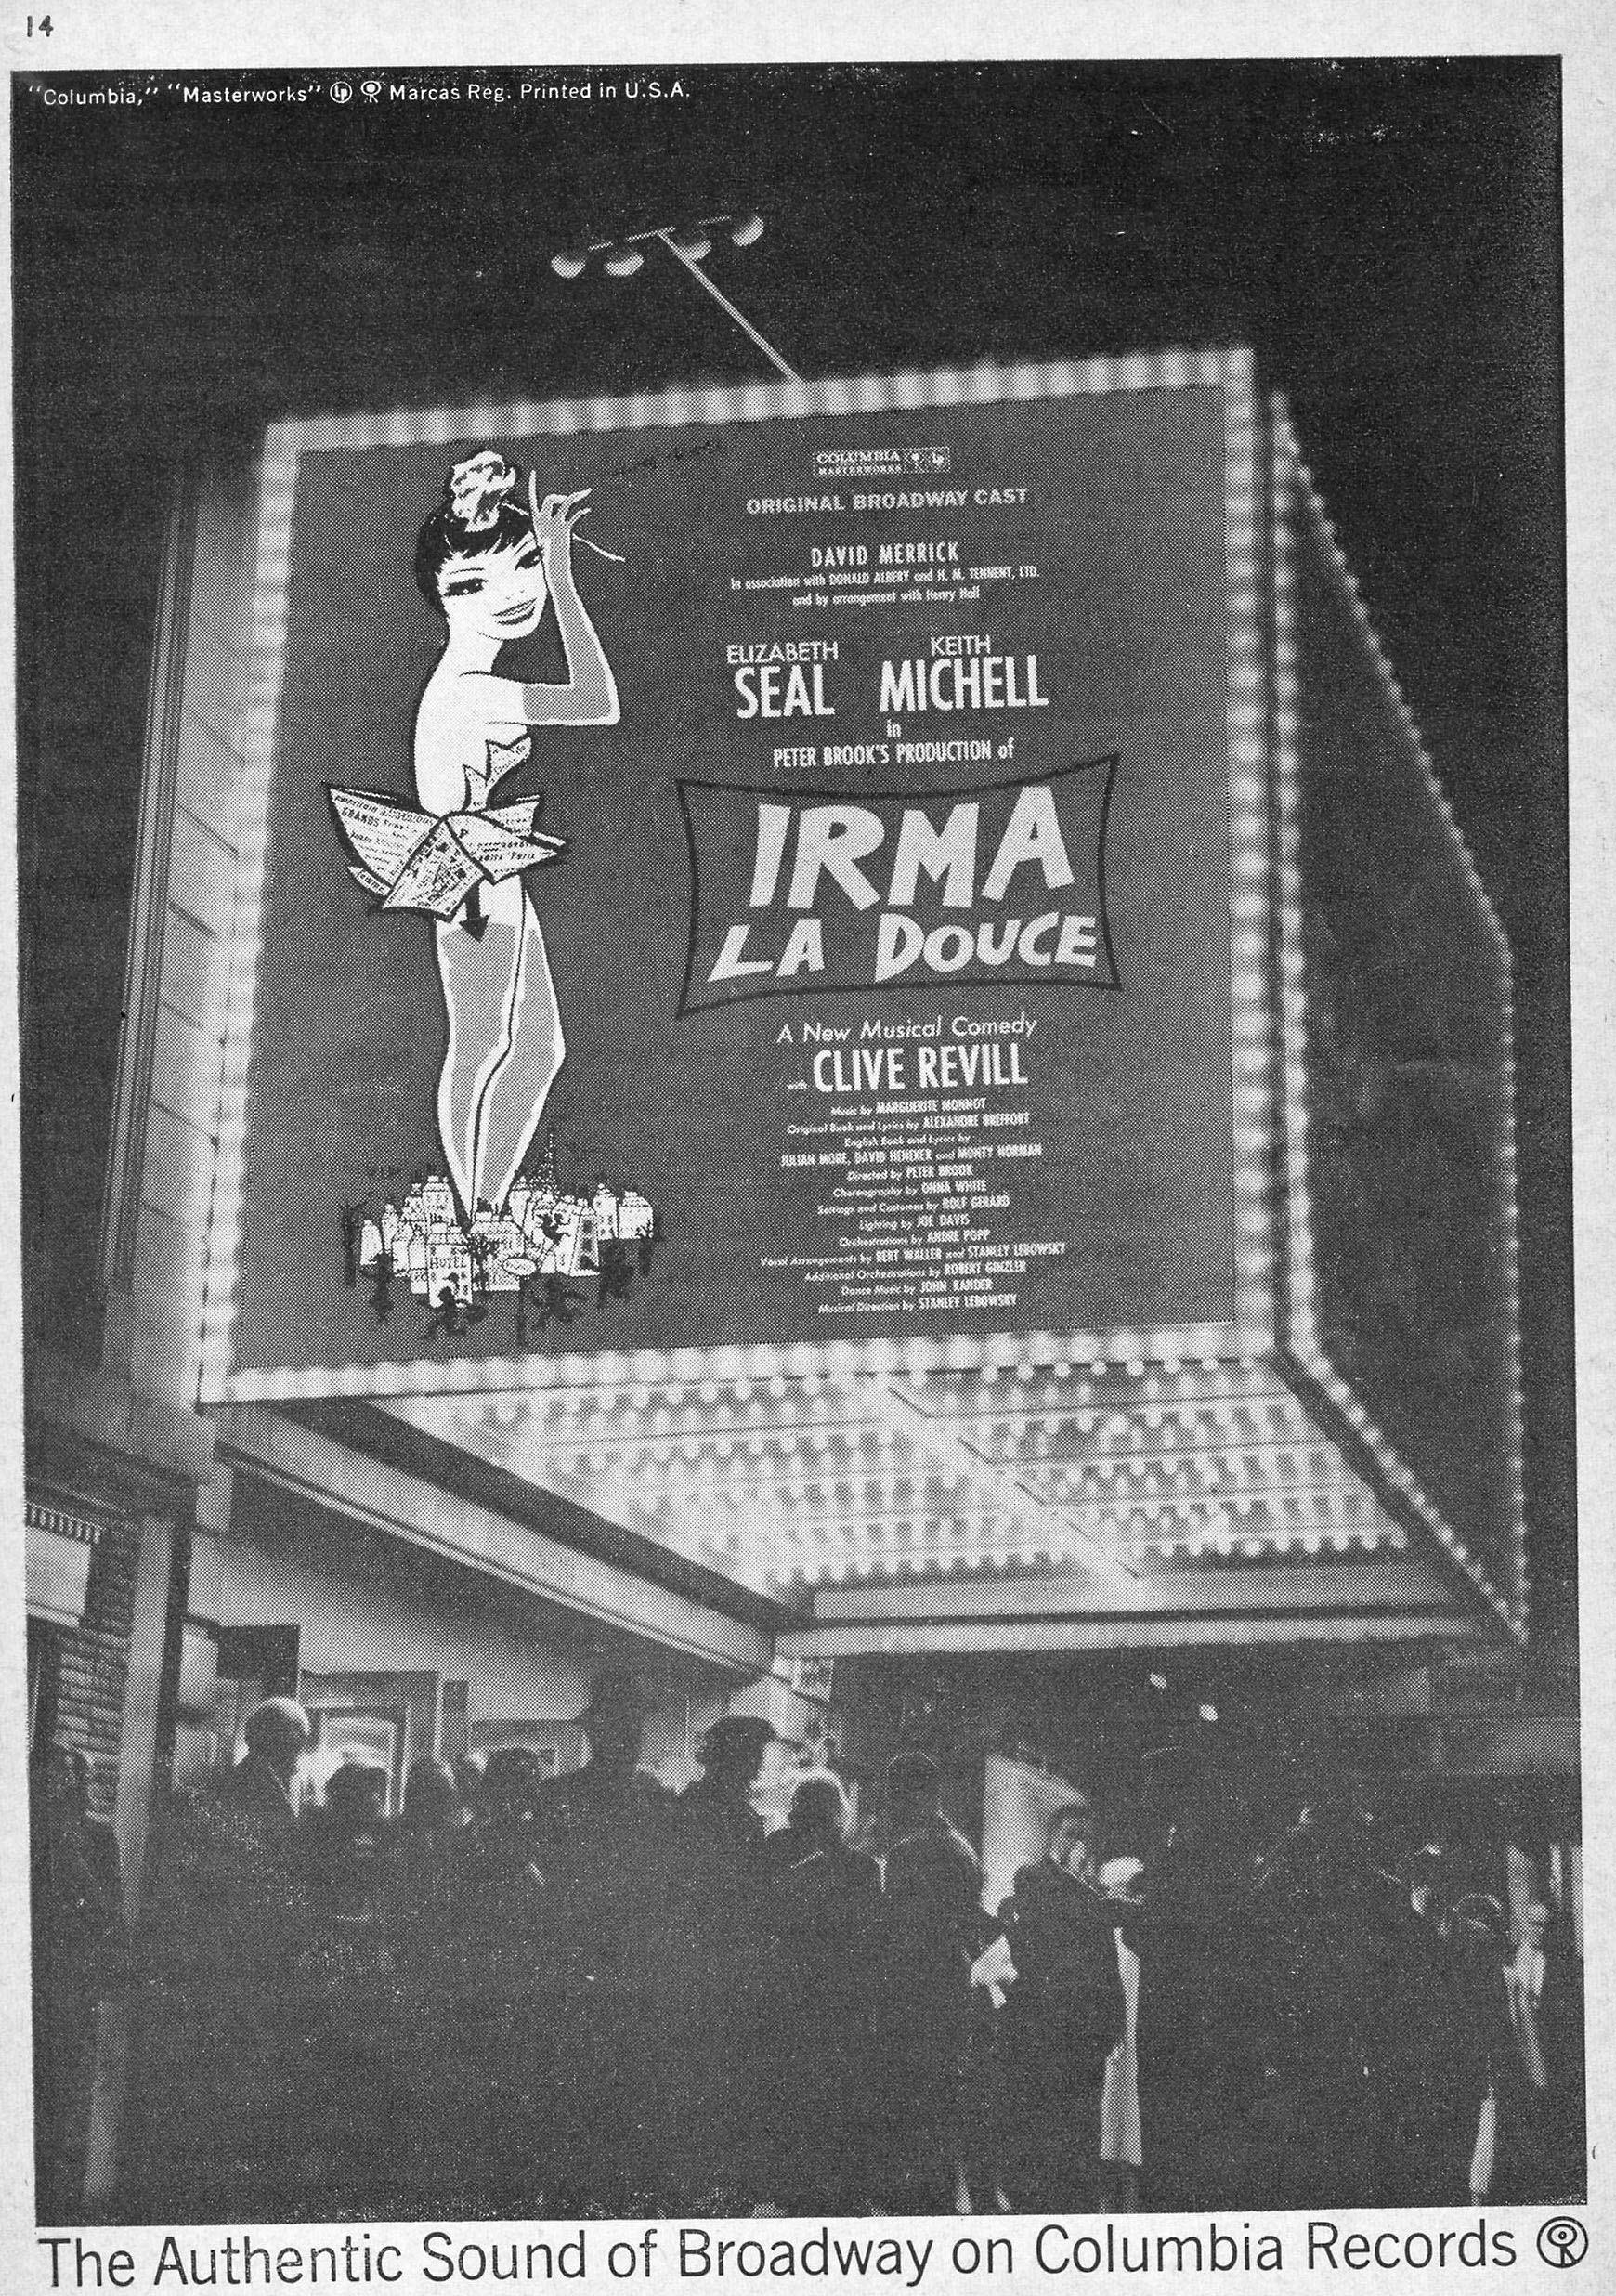 14
"Columbia," "Masterworks" LP Marcas Reg. Printed in U.S.A.
COLUMBIA
MASTERWORKS LP
ORIGINAL BROADWAY CAST
DAVID MERRICK
In association with DONALD ALBERY and H. M. TENNENT, LTD.
and by arrangement with Henry Hall
ELIZABETH KEITH
SEAL MICHELL
in
PETER BROOK'S PRODUCTION of
IRMA
LA DOUCE
A New Musical Comedy
with CLIVE REVILL
Music by MARGUERITE MONNOT
Original Book and Lyrics by ALEXANDRE BREFFORT
English Book and Lyrics by
JULIAN MORE, DAVID HENEKER and MONTY NORMAN
Directed by PETER BROOK
Choreography by ONNA WHITE
Settings and Costumes by ROLF GERARD
Lighting by JOE DAVIS
Orchestrations by ANDRE POPP
Vocal Arrangements by BERT WALLER and STANLEY LEBOWSKY
Additional Orchestrations by ROBERT GINZLER
Dance Music by JOHN KANDER
Musical Direction by STANLEY LEBOWSKY
GRANDS
Paris
HOTEL
The Authentic Sound of Broadway on Columbia Records